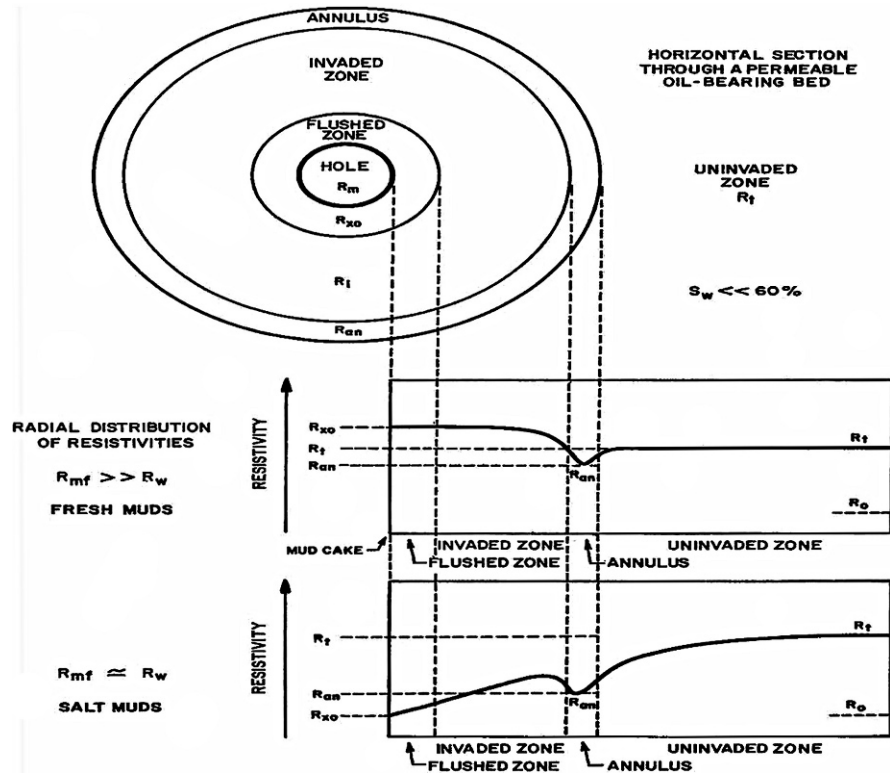 ANNULUS
INVADED
ZONE
FLUSHED
ZONE
HOLE
Rm
Rxo
Ri
Ran
HORIZONTAL SECTION
THROUGH A PERMEABLE
OIL-BEARING BED
UNINVADED
ZONE
Rt
Sw << 60%
RADIAL DISTRIBUTION
OF RESISTIVITIES
Rmf >> Rw
FRESH MUDS
RESISTIVITY
Rxo
Rt
Ran
Ran
Rt
Ro
MUD CAKE
INVADED ZONE
FLUSHED ZONE
ANNULUS
UNINVADED ZONE
Rmf ≃ Rw
SALT MUDS
RESISTIVITY
Rt
Ran
Rxo
Ran
Rt
Ro
INVADED ZONE
FLUSHED ZONE
ANNULUS
UNINVADED ZONE